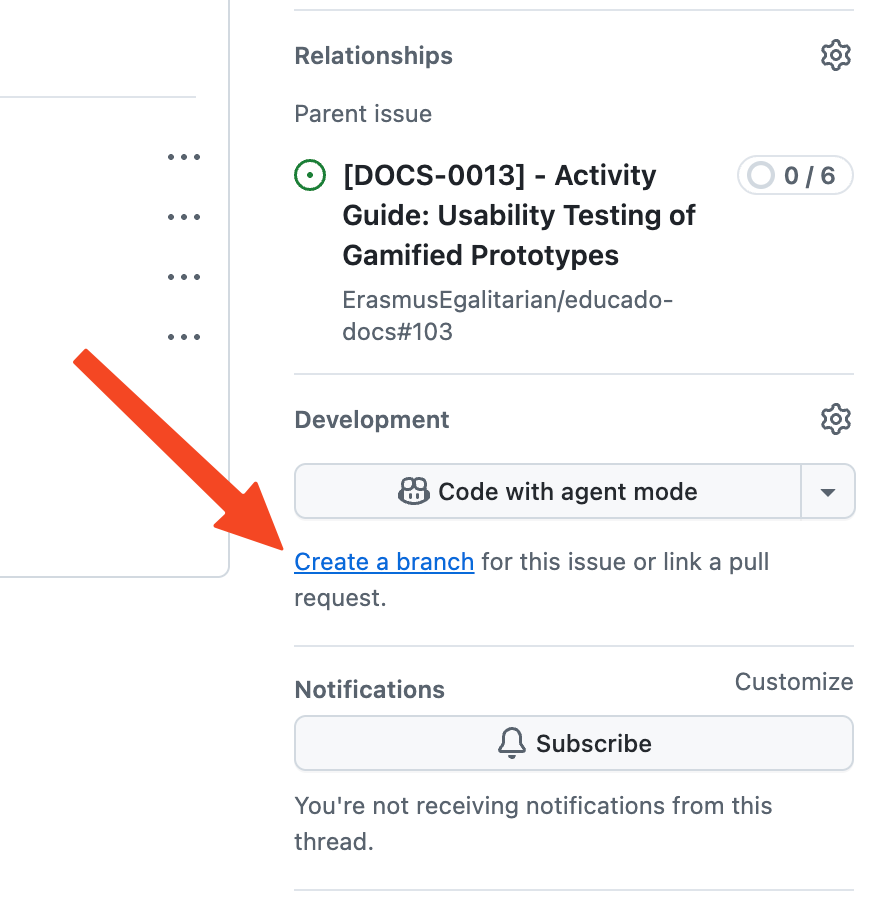 Relationships
Parent issue
[DOCS-0013] - Activity
0 / 6
Guide: Usability Testing of
Gamified Prototypes
ErasmusEgalitarian/educado-
docs#103
Development
Code with agent mode
Create a branch for this issue or link a pull
request.
Notifications
Customize
Subscribe
You're not receiving notifications from this
thread.